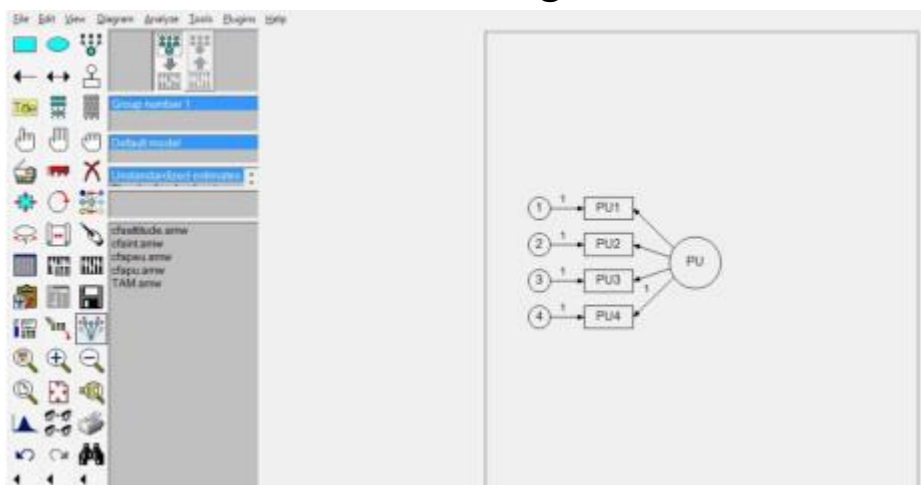 File Edit View Diagram Analyze Tools Plugins Help
Title
Group number 1
Default model
Unstandardized estimates
cfaattitude.amw
cfaint.amw
cfapeu.amw
cfapu.amw
TAM.amw
1 1 PU1
2 1 PU2
PU
3 1 PU3
1
4 1 PU4